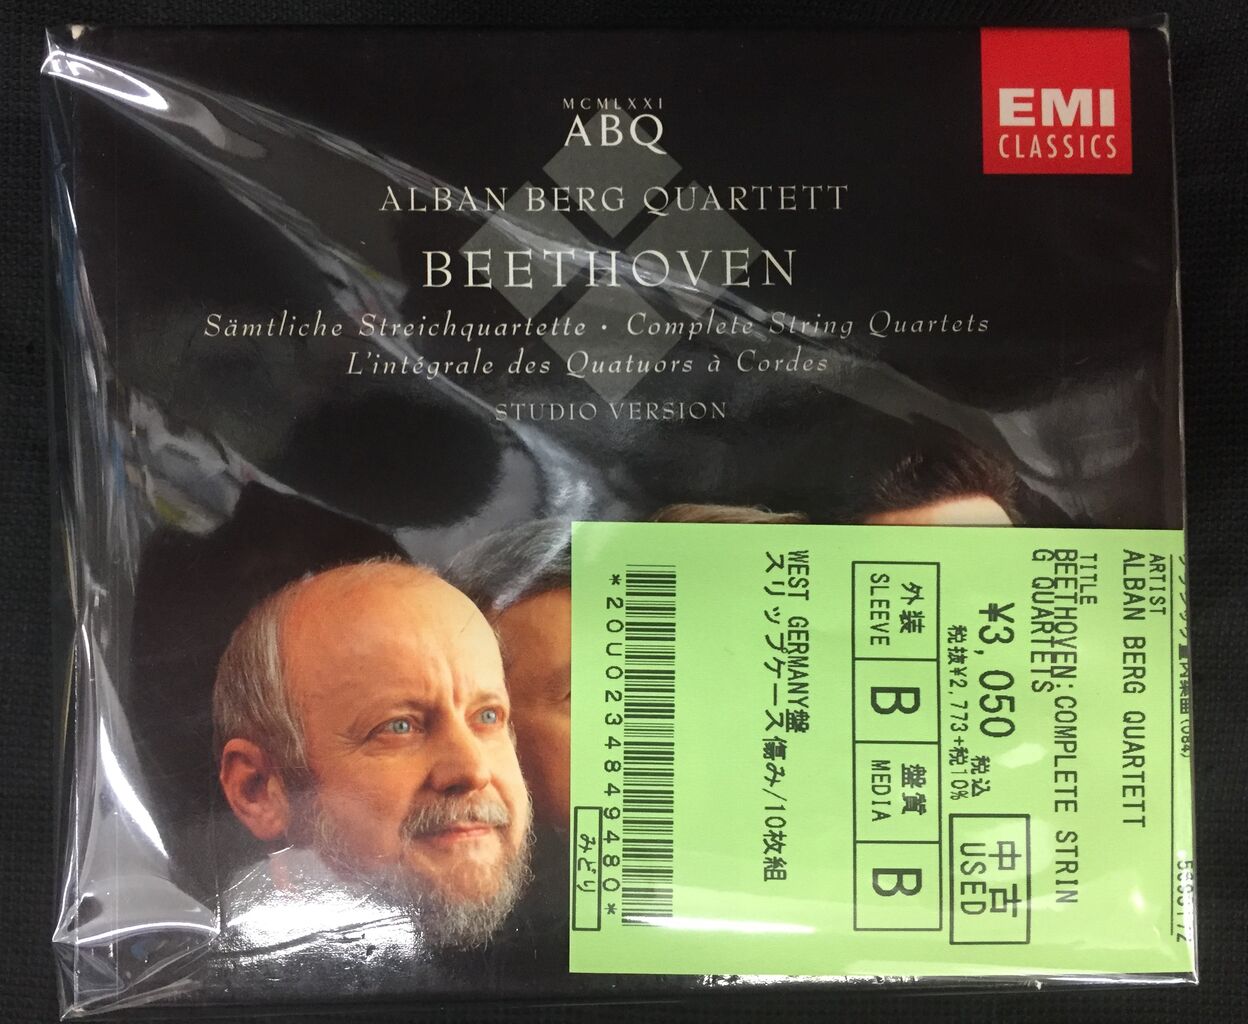 MCMLXXI
ABQ
ALBAN BERG QUARTETT
BEETHOVEN
Sämtliche Streichquartette · Complete String Quartets
L'intégrale des Quatuors à Cordes
STUDIO VERSION
EMI
CLASSICS
ARTIST
ALBAN BERG QUARTETT
TITLE
BEETHOVEN:COMPLETE STRIN
G QUARTETS
¥3,050 税込
税抜¥2,773+税10%
中古
USED
外装
SLEEVE
B
盤質
MEDIA
B
WEST GERMANY盤
スリップケース傷み/10枚組
*20U0234849480*
みどり